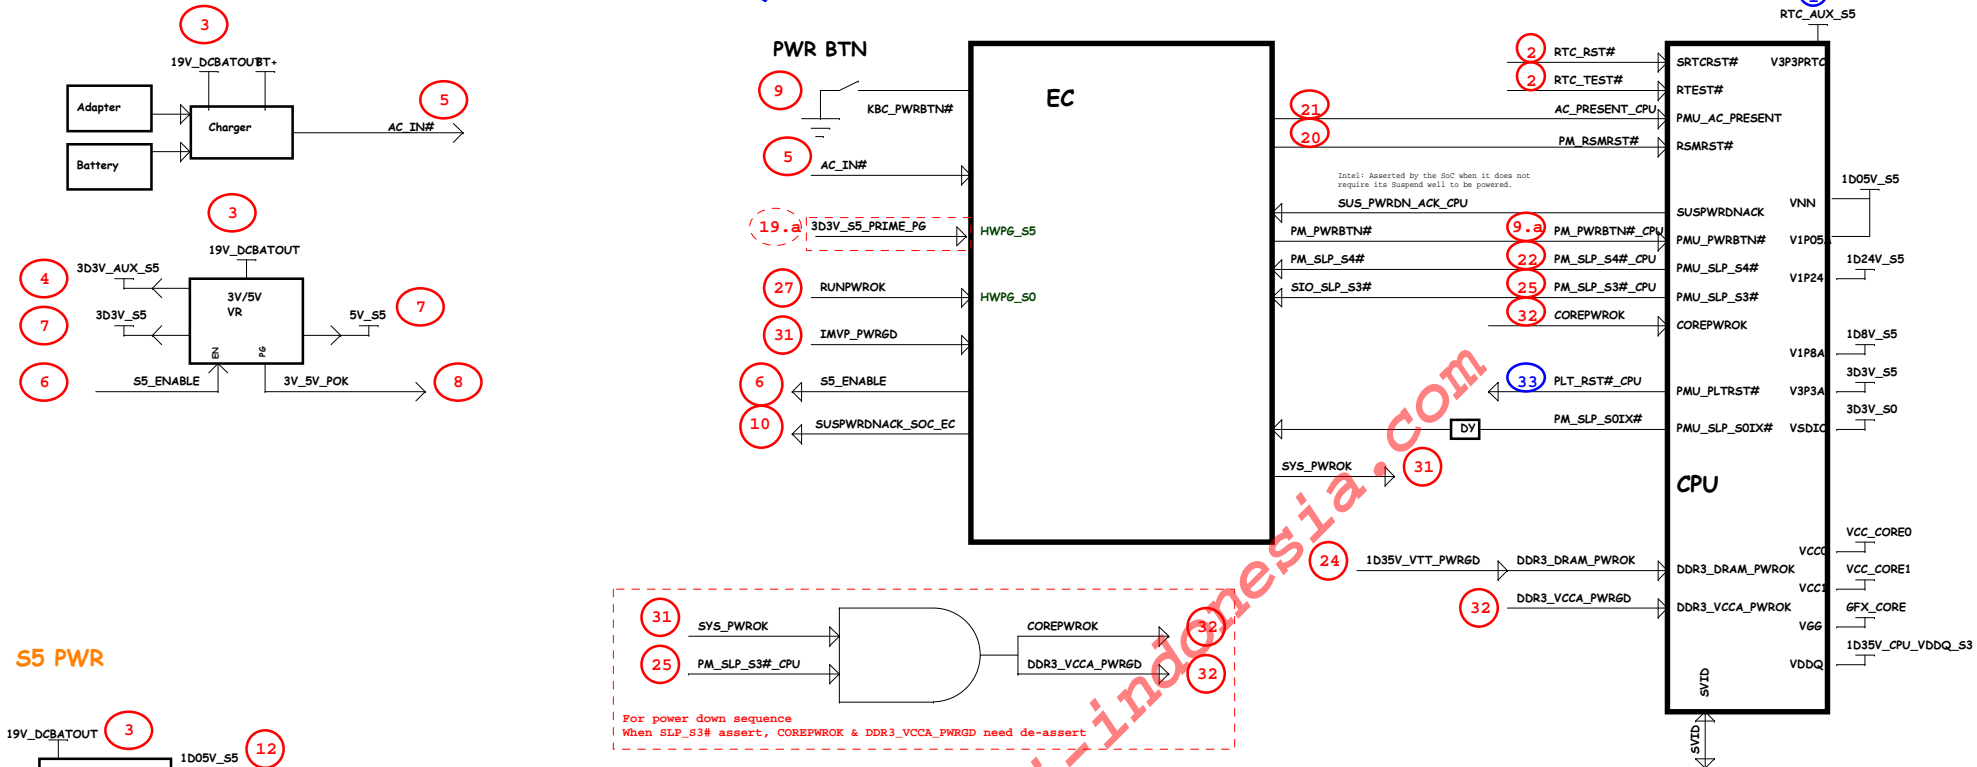 3
19V_DCBATOUT
BT+
Adapter
Battery
Charger
5
AC_IN#
3
19V_DCBATOUT
4
3D3V_AUX_S5
7
3D3V_S5
3V/5V
VR
EN
PG
5V_S5
7
6
S5_ENABLE
3V_5V_POK
8
S5 PWR
19V_DCBATOUT
3
1D05V_S5
12
PWR BTN
9
KBC_PWRBTN#
5
AC_IN#
19.a
3D3V_S5_PRIME_PG
HWPG_S5
27
RUNPWROK
HWPG_S0
31
IMVP_PWRGD
6
S5_ENABLE
10
SUSPWRDNACK_SOC_EC
EC
21
AC_PRESENT_CPU
20
PM_RSMRST#
Intel: Asserted by the SoC when it does not
require its Suspend well to be powered.
SUS_PWRDN_ACK_CPU
PM_PWRBTN#
9.a
PM_PWRBTN#_CPU
PM_SLP_S4#
22
PM_SLP_S4#_CPU
SIO_SLP_S3#
25
PM_SLP_S3#_CPU
32
COREPWROK
33
PLT_RST#_CPU
DY
PM_SLP_S0IX#
SYS_PWROK
31
24
1D35V_VTT_PWRGD
DDR3_DRAM_PWROK
32
DDR3_VCCA_PWRGD
2
RTC_RST#
2
RTC_TEST#
1
RTC_AUX_S5
SRTCRST#
V3P3RTC
RTEST#
PMU_AC_PRESENT
RSMRST#
SUSPWRDNACK
VNN
1D05V_S5
PMU_PWRBTN#
V1P05A
PMU_SLP_S4#
V1P24
1D24V_S5
PMU_SLP_S3#
COREPWROK
V1P8A
1D8V_S5
PMU_PLTRST#
V3P3A
3D3V_S5
PMU_SLP_S0IX#
VSDIO
3D3V_S0
CPU
VCC0
VCC_CORE0
DDR3_DRAM_PWROK
VCC1
VCC_CORE1
DDR3_VCCA_PWROK
VGG
GFX_CORE
VDDQ
1D35V_CPU_VDDQ_S3
SVID
SVID
31
SYS_PWROK
25
PM_SLP_S3#_CPU
COREPWROK
32
DDR3_VCCA_PWRGD
32
For power down sequence
When SLP_S3# assert, COREPWROK & DDR3_VCCA_PWRGD need de-assert
-indonesia.com